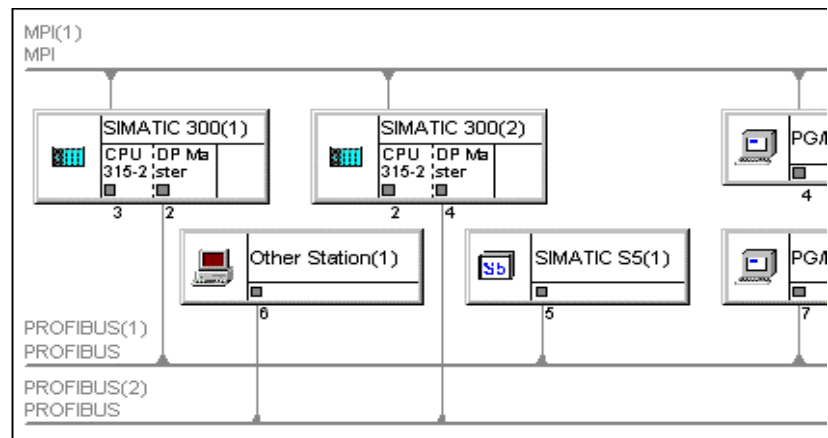 MPI(1)
MPI
SIMATIC 300(1)
CPU 315-2
DP Ma ster
3 2
SIMATIC 300(2)
CPU 315-2
DP Ma ster
2 4
PG/
4
Other Station(1)
6
S5
SIMATIC S5(1)
5
PG/
7
PROFIBUS(1)
PROFIBUS
PROFIBUS(2)
PROFIBUS